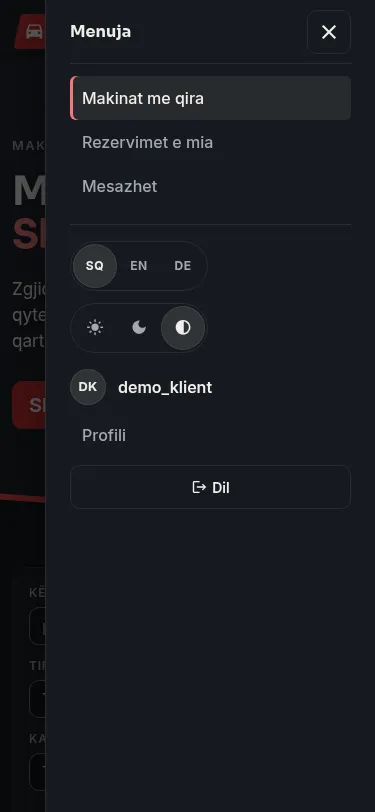 Menuja
Makinat me qira
Rezervimet e mia
Mesazhet
SQ EN DE
DK demo_klient
Profili
Dil